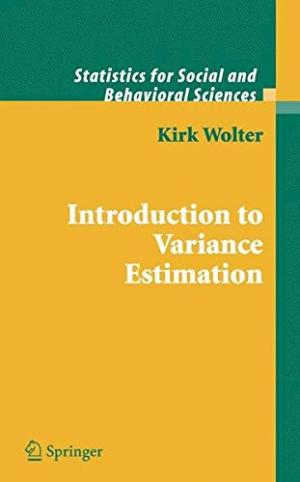 Statistics for Social and
Behavioral Sciences
Kirk Wolter
Introduction to
Variance
Estimation
Springer